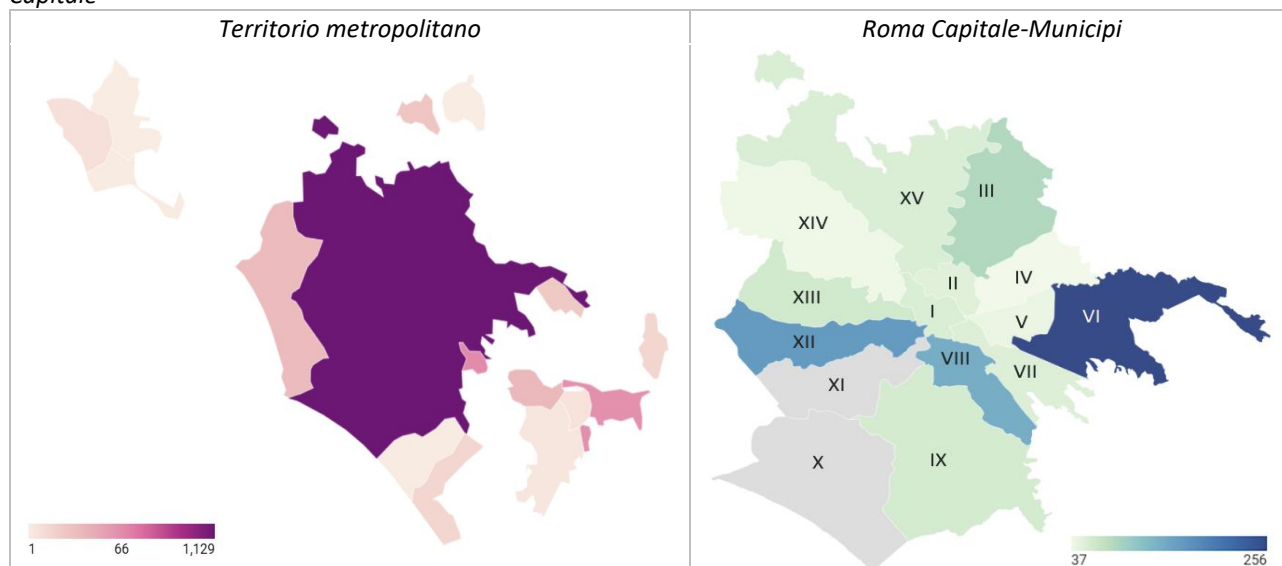 Capitale
Territorio metropolitano
Roma Capitale-Municipi
XV
III
XIV
II
IV
XIII
I
V
VI
XII
VIII
VII
XI
X
IX
1
66
1,129
37
256